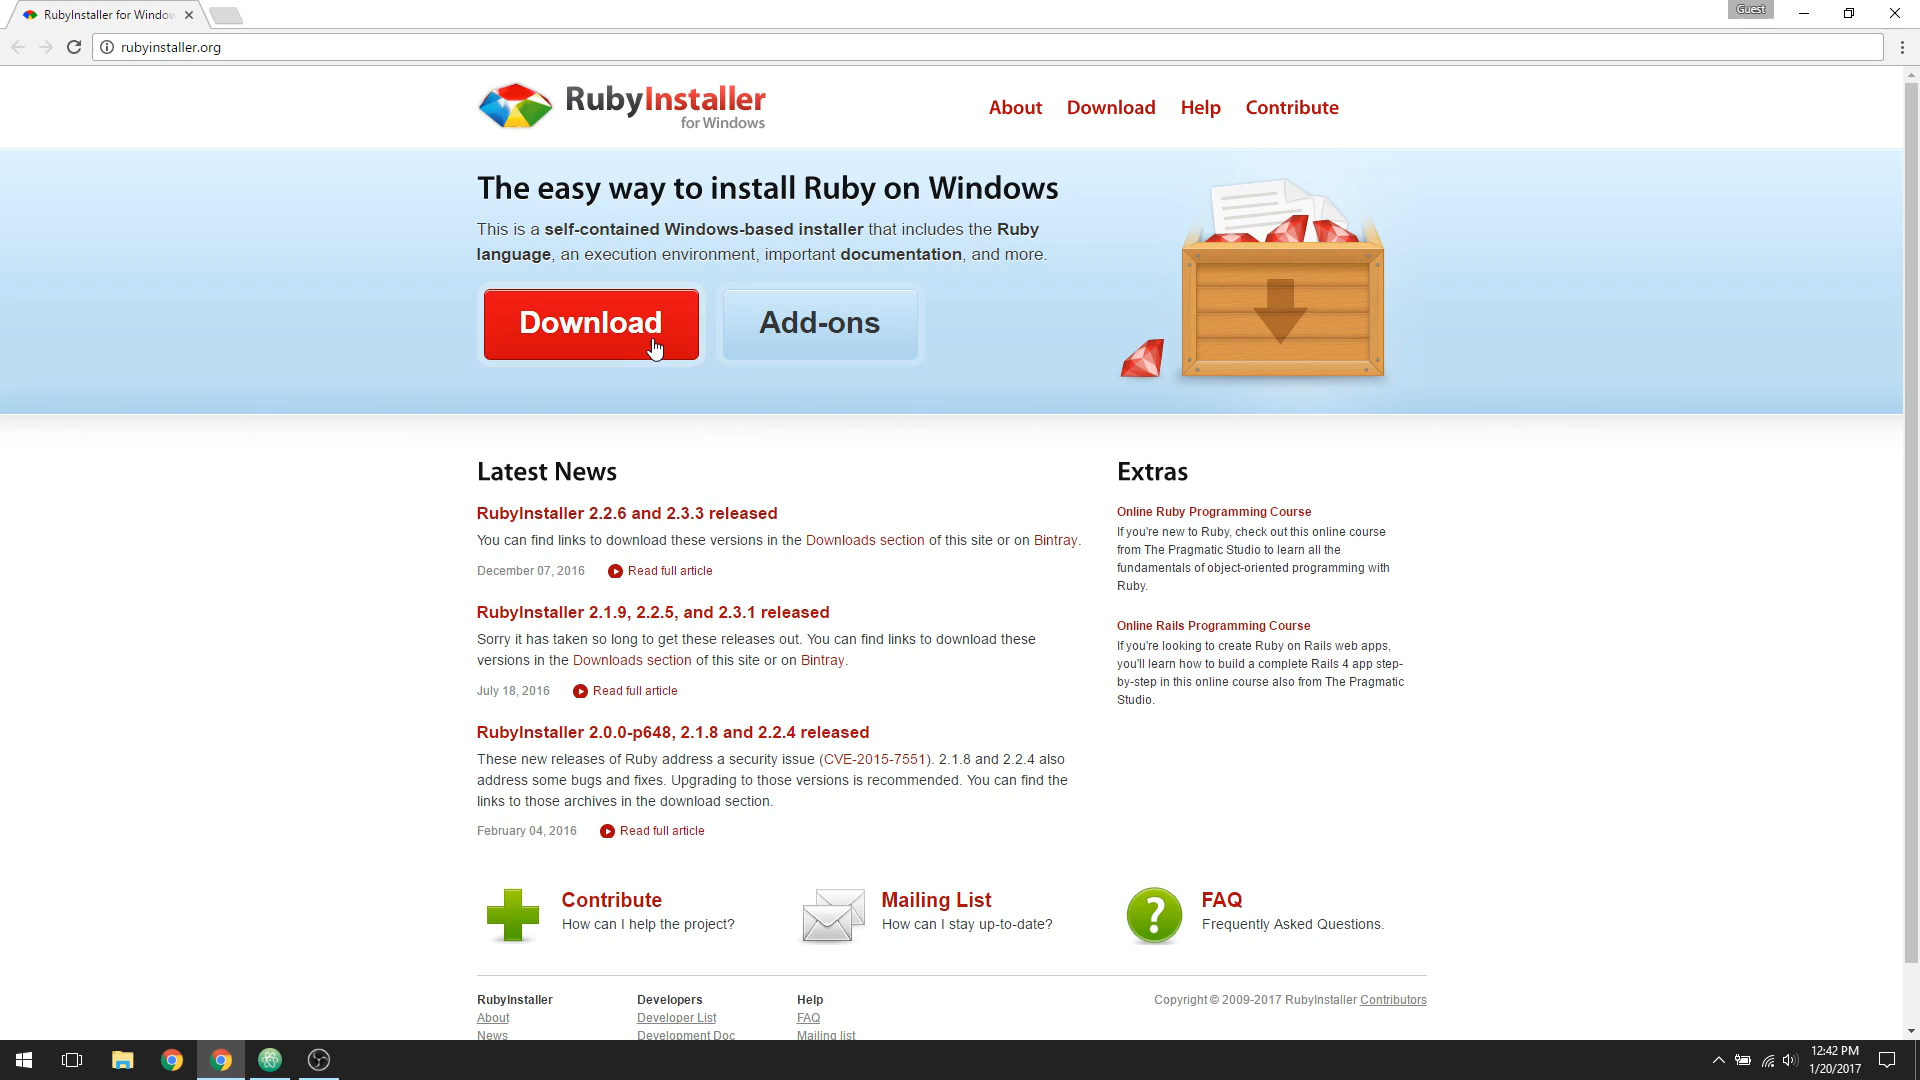 RubyInstaller for Window
Guest
rubyinstaller.org
RubyInstaller
for Windows
About Download Help Contribute
The easy way to install Ruby on Windows
This is a self-contained Windows-based installer that includes the Ruby
language, an execution environment, important documentation, and more.
Download Add-ons
Latest News
RubyInstaller 2.2.6 and 2.3.3 released
You can find links to download these versions in the Downloads section of this site or on Bintray.
December 07, 2016 Read full article
RubyInstaller 2.1.9, 2.2.5, and 2.3.1 released
Sorry it has taken so long to get these releases out. You can find links to download these
versions in the Downloads section of this site or on Bintray.
July 18, 2016 Read full article
RubyInstaller 2.0.0-p648, 2.1.8 and 2.2.4 released
These new releases of Ruby address a security issue (CVE-2015-7551). 2.1.8 and 2.2.4 also
address some bugs and fixes. Upgrading to those versions is recommended. You can find the
links to those archives in the download section.
February 04, 2016 Read full article
Extras
Online Ruby Programming Course
If you're new to Ruby, check out this online course
from The Pragmatic Studio to learn all the
fundamentals of object-oriented programming with
Ruby.
Online Rails Programming Course
If you're looking to create Ruby on Rails web apps,
you'll learn how to build a complete Rails 4 app step-
by-step in this online course also from The Pragmatic
Studio.
Contribute
How can I help the project?
Mailing List
How can I stay up-to-date?
FAQ
Frequently Asked Questions.
RubyInstaller
About
News
Developers
Developer List
Development Doc
Help
FAQ
Mailing list
Copyright © 2009-2017 RubyInstaller Contributors
12:42 PM
1/20/2017